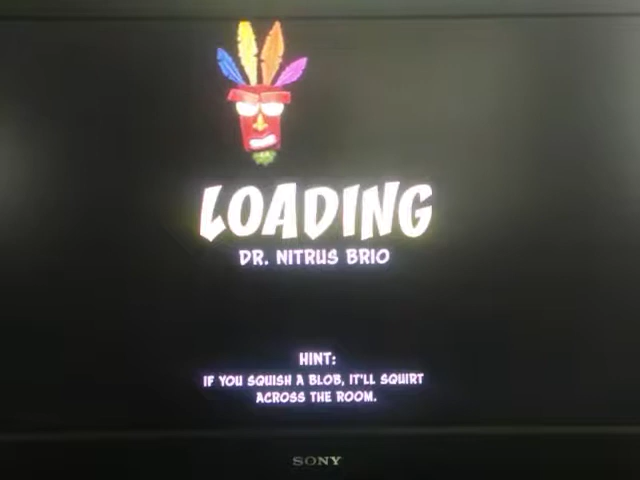 LOADING
DR. NITRUS BRIO
HINT:
IF YOU SQUISH A BLOB, IT'LL SQUIRT
ACROSS THE ROOM.
SONY